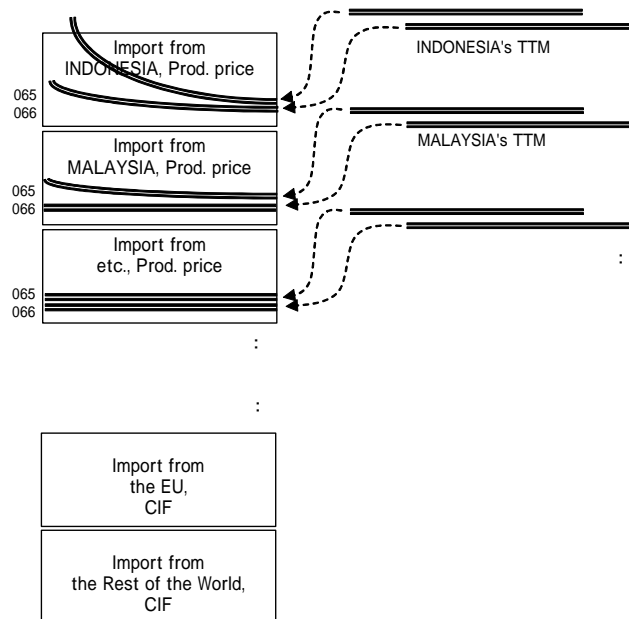 Import from
INDONESIA, Prod. price
INDONESIA's TTM
065
066
Import from
MALAYSIA, Prod. price
MALAYSIA's TTM
065
066
Import from
etc., Prod. price
:
065
066
:
:
Import from
the EU,
CIF
Import from
the Rest of the World,
CIF